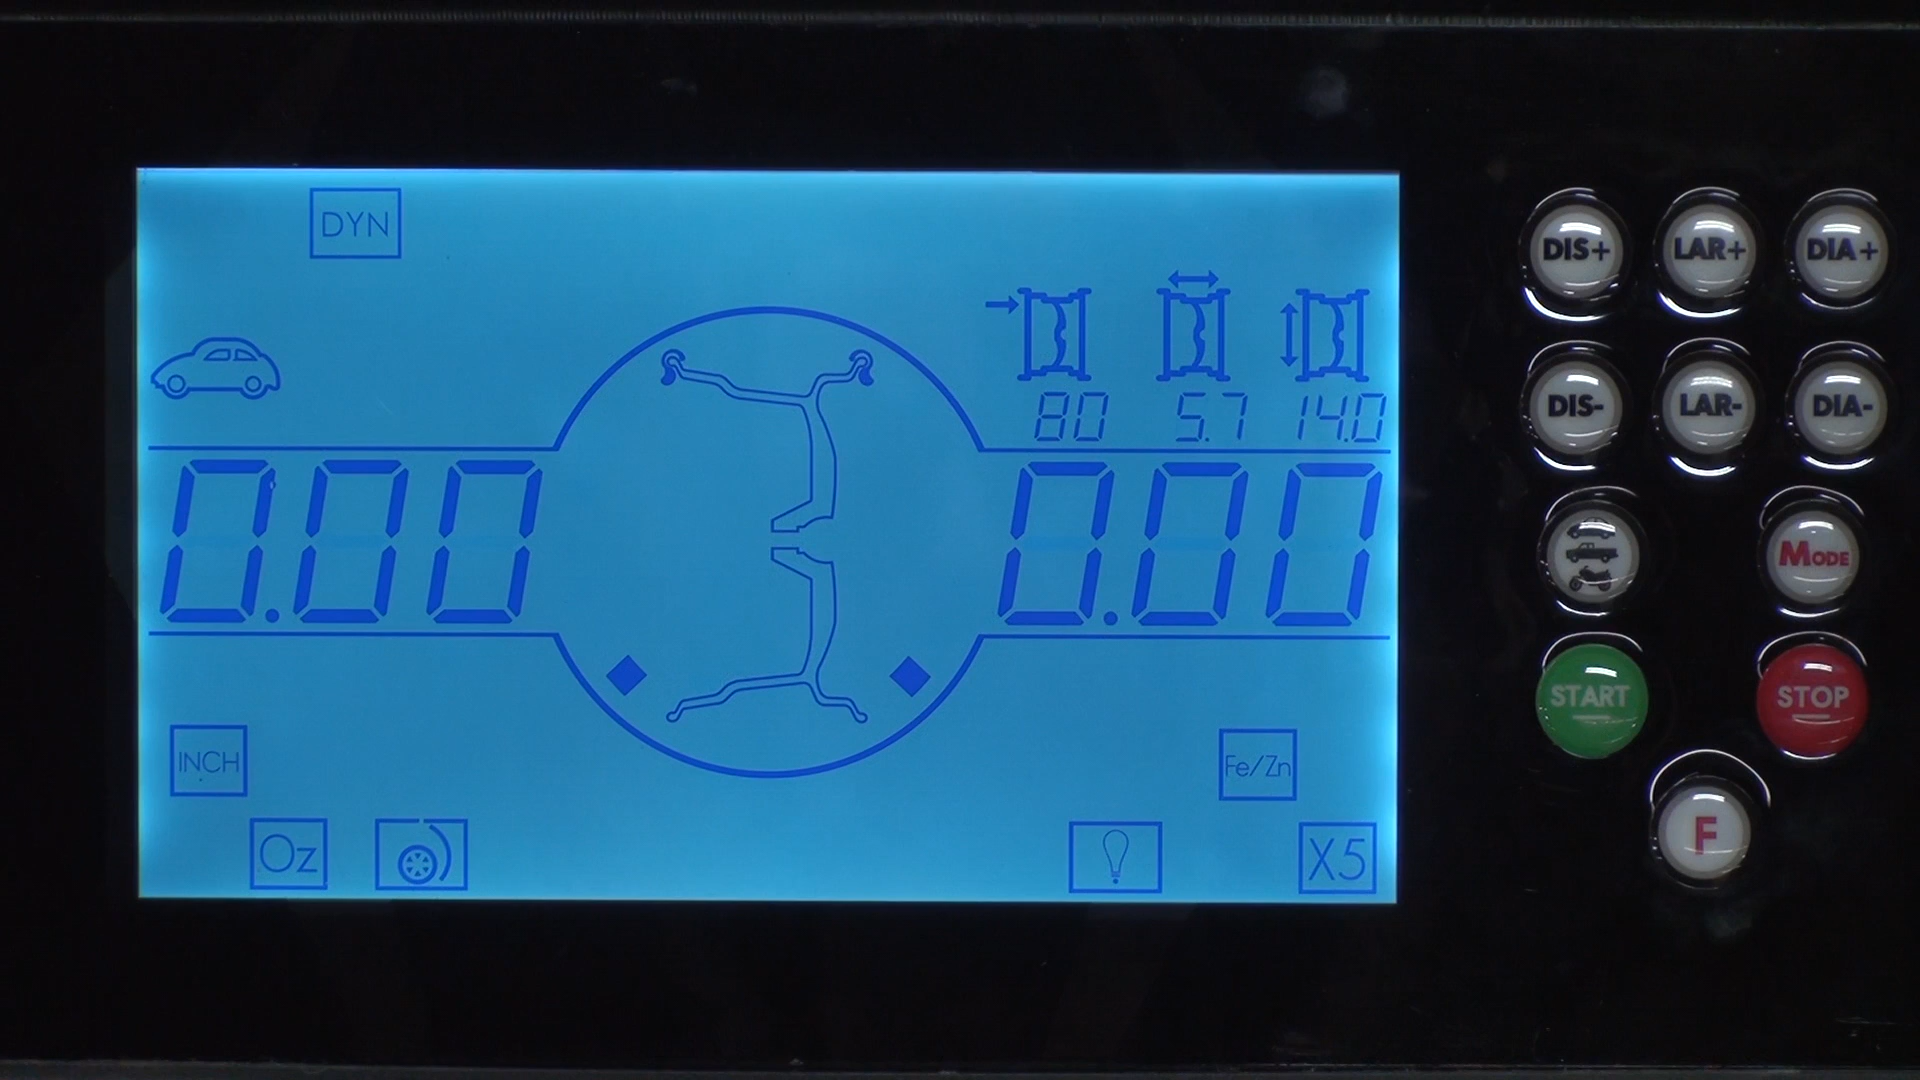 DYN
80 5.7 14.0
0.00 0.00
INCH
Fe/Zn
Oz
X5
DIS+ LAR+ DIA+
DIS- LAR- DIA-
MODE
START STOP
F